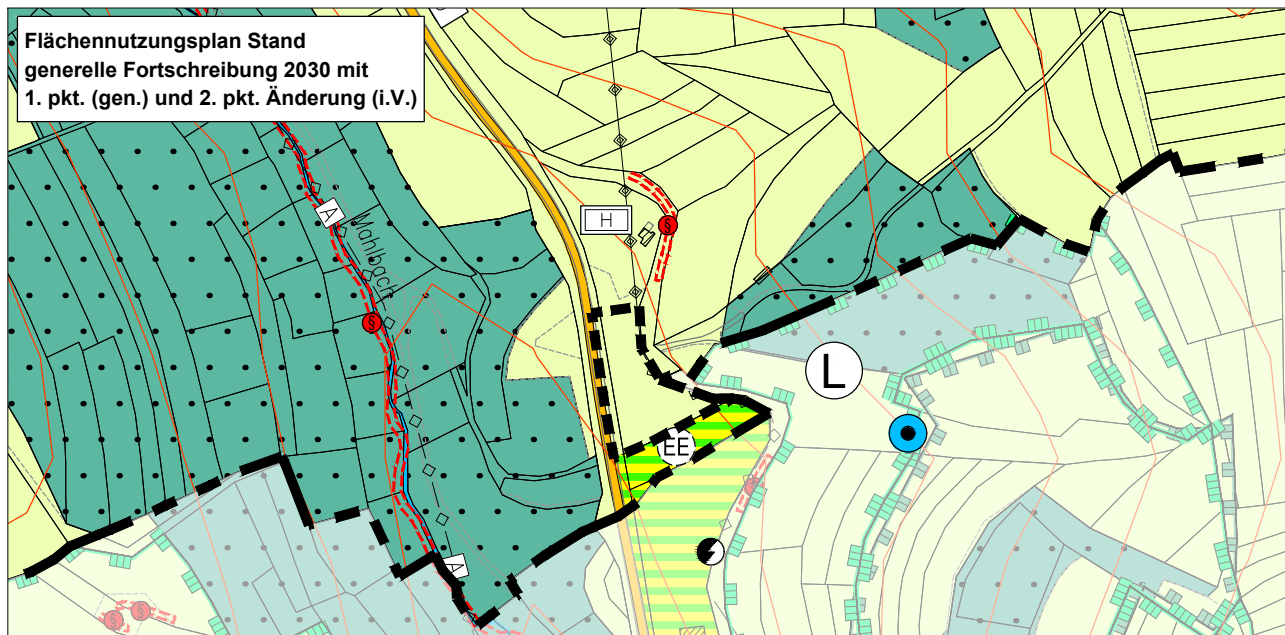 Flächennutzungsplan Stand
generelle Fortschreibung 2030 mit
1. pkt. (gen.) und 2. pkt. Änderung (i.V.)
A
Mahlbach
H
§
§
L
EE
A
§
§
§